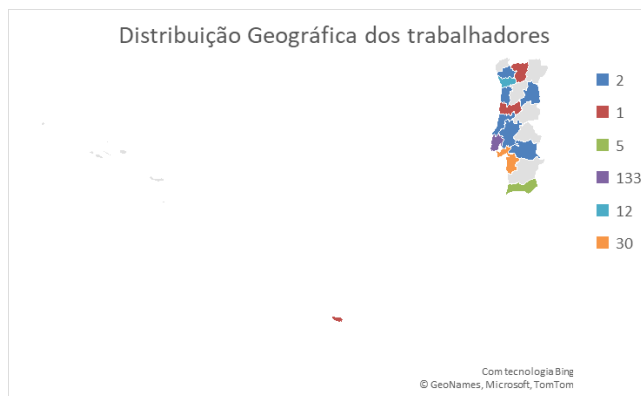 Distribuição Geográfica dos trabalhadores
2
1
5
133
12
30
Com tecnologia Bing
© GeoNames, Microsoft, TomTom